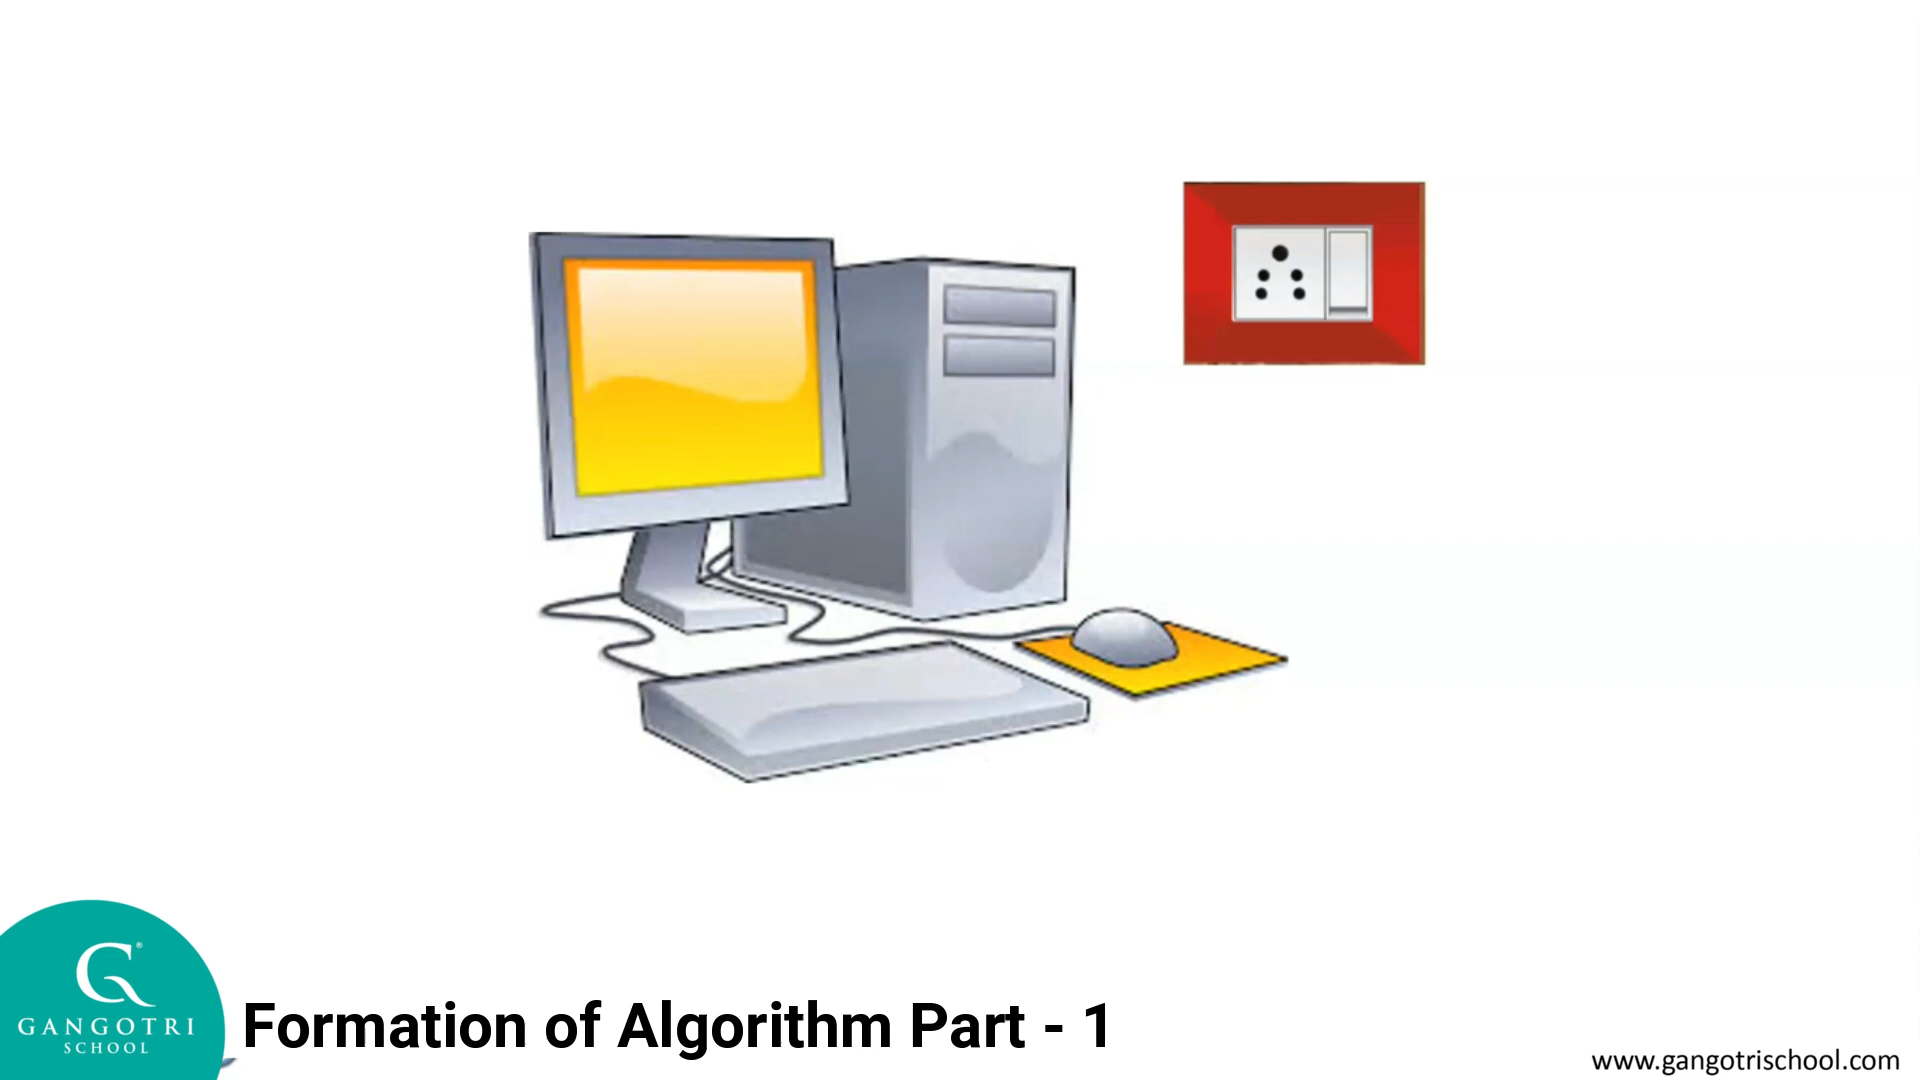 G®
GANGOTRI
SCHOOL
Formation of Algorithm Part - 1
www.gangotrischool.com